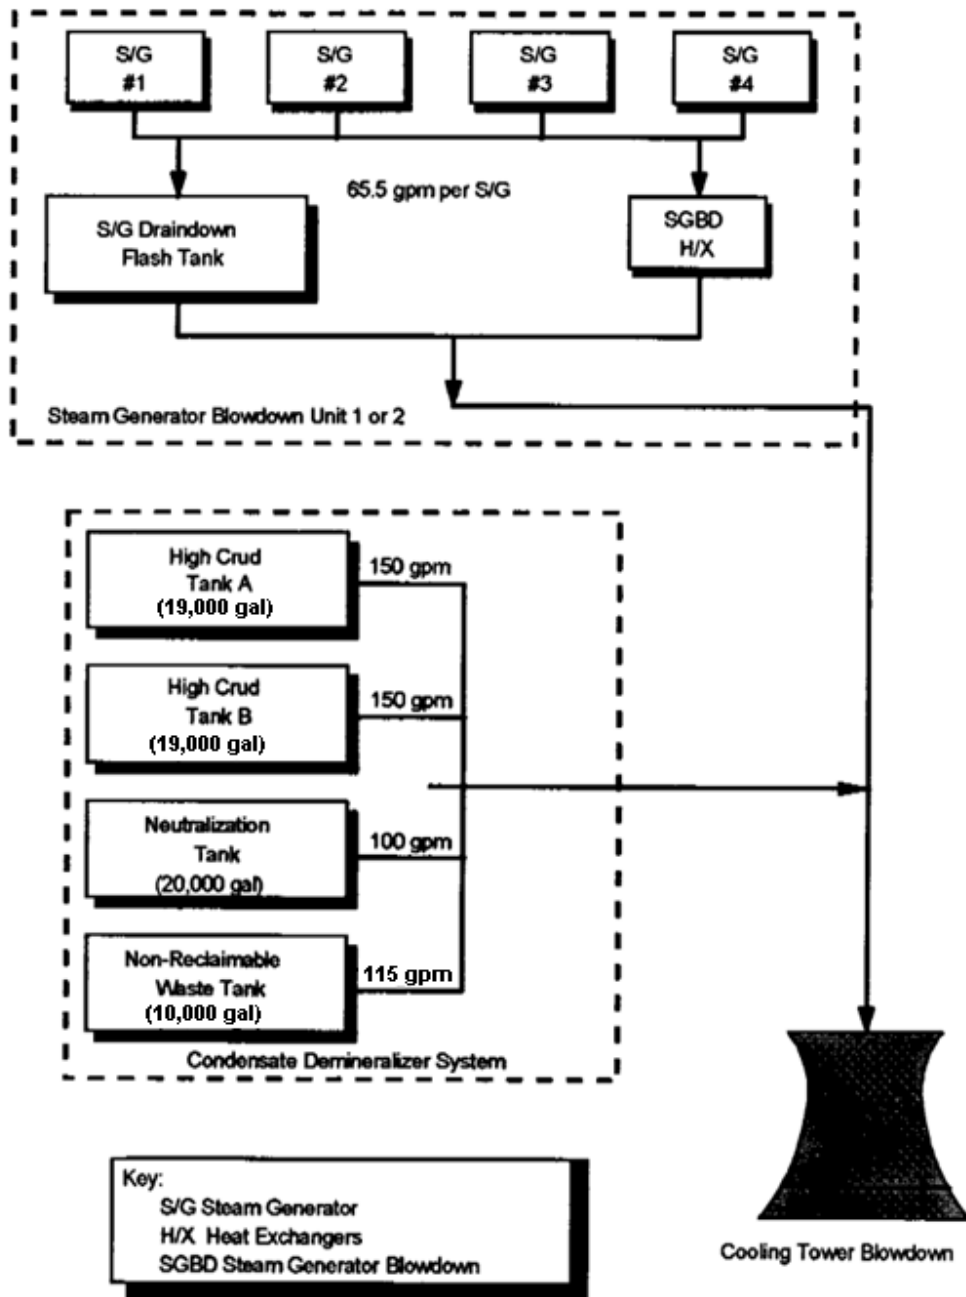 S/G
#1
S/G
#2
S/G
#3
S/G
#4
65.5 gpm per S/G
S/G Draindown
Flash Tank
SGBD
H/X
Steam Generator Blowdown Unit 1 or 2
High Crud
Tank A
(19,000 gal)
150 gpm
High Crud
Tank B
(19,000 gal)
150 gpm
Neutralization
Tank
(20,000 gal)
100 gpm
Non-Reclaimable
Waste Tank
(10,000 gal)
115 gpm
Condensate Demineralizer System
Key:
S/G Steam Generator
H/X Heat Exchangers
SGBD Steam Generator Blowdown
Cooling Tower Blowdown